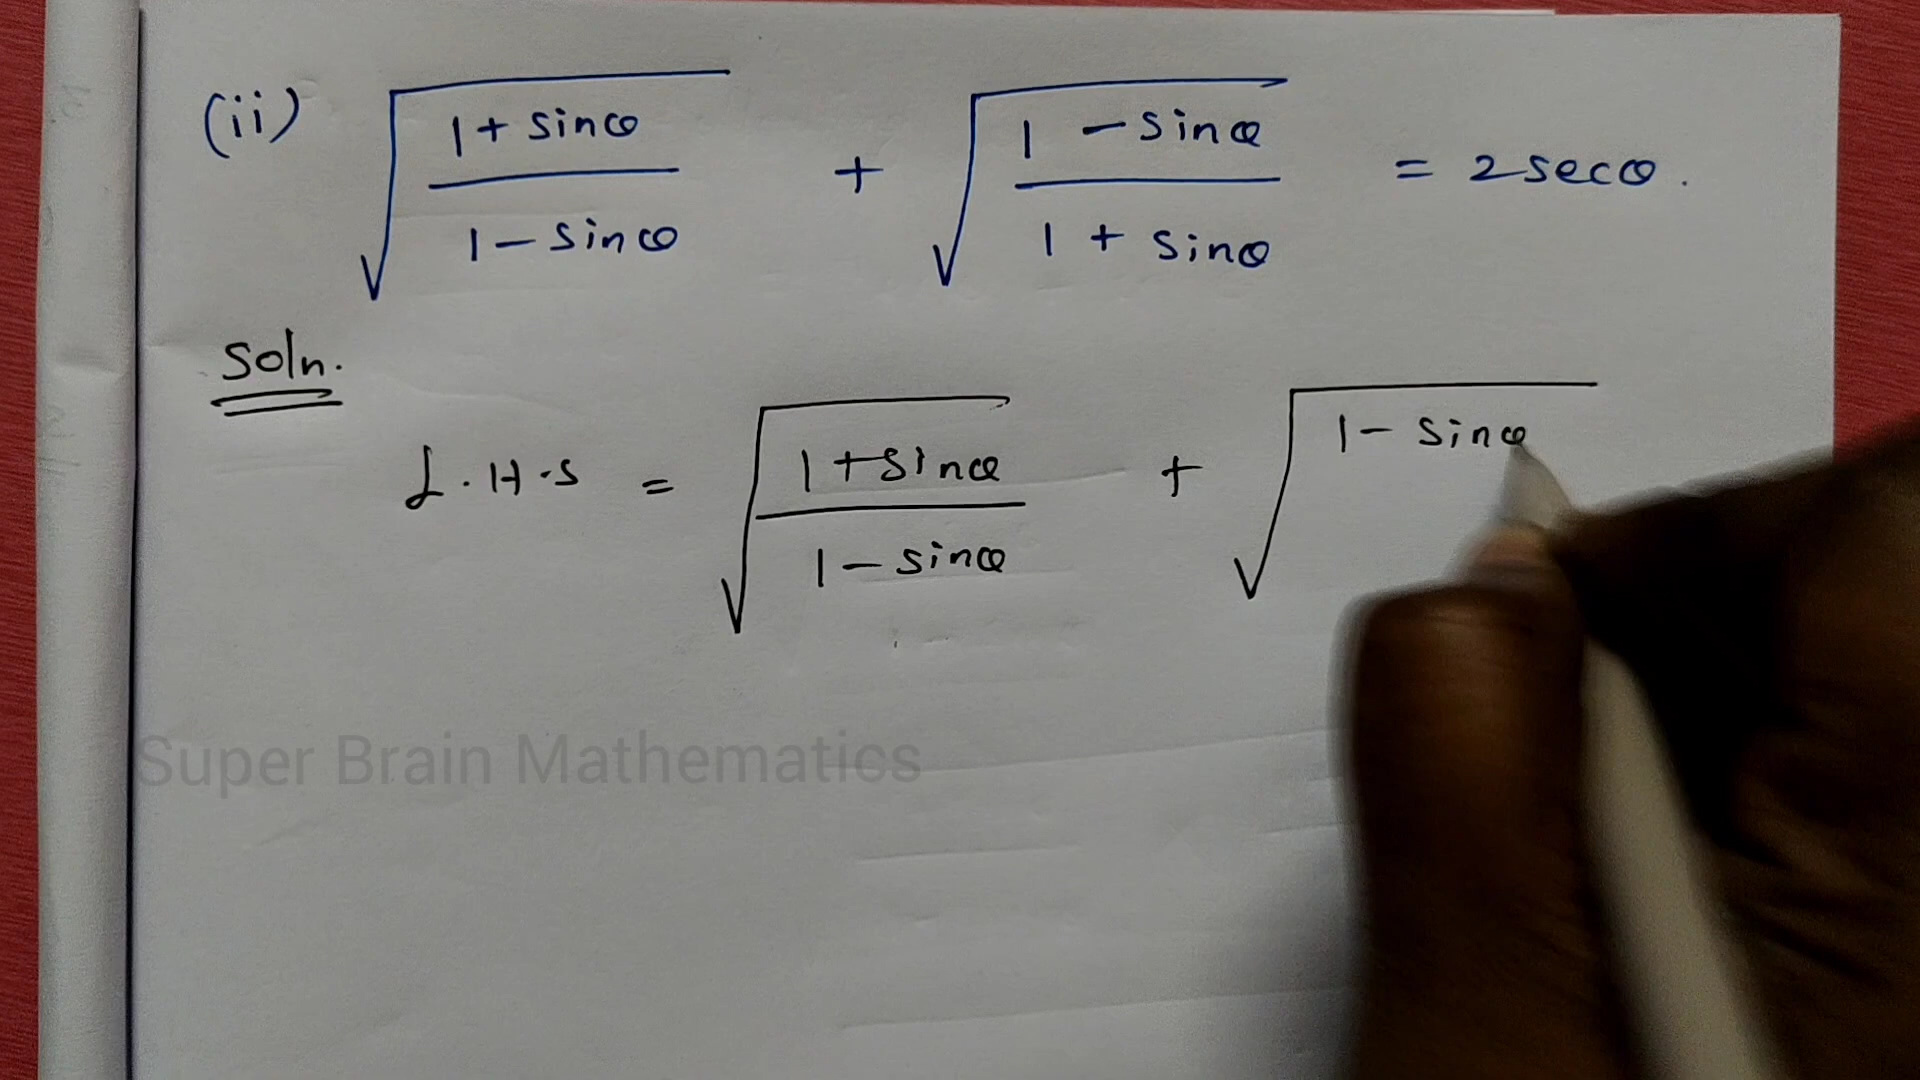 (ii) √((1 + sinθ)/(1 - sinθ)) + √((1 - sinθ)/(1 + sinθ)) = 2secθ.
Soln.
L.H.S = √((1 + sinθ)/(1 - sinθ)) + √(1 - sinθ
Super Brain Mathematics